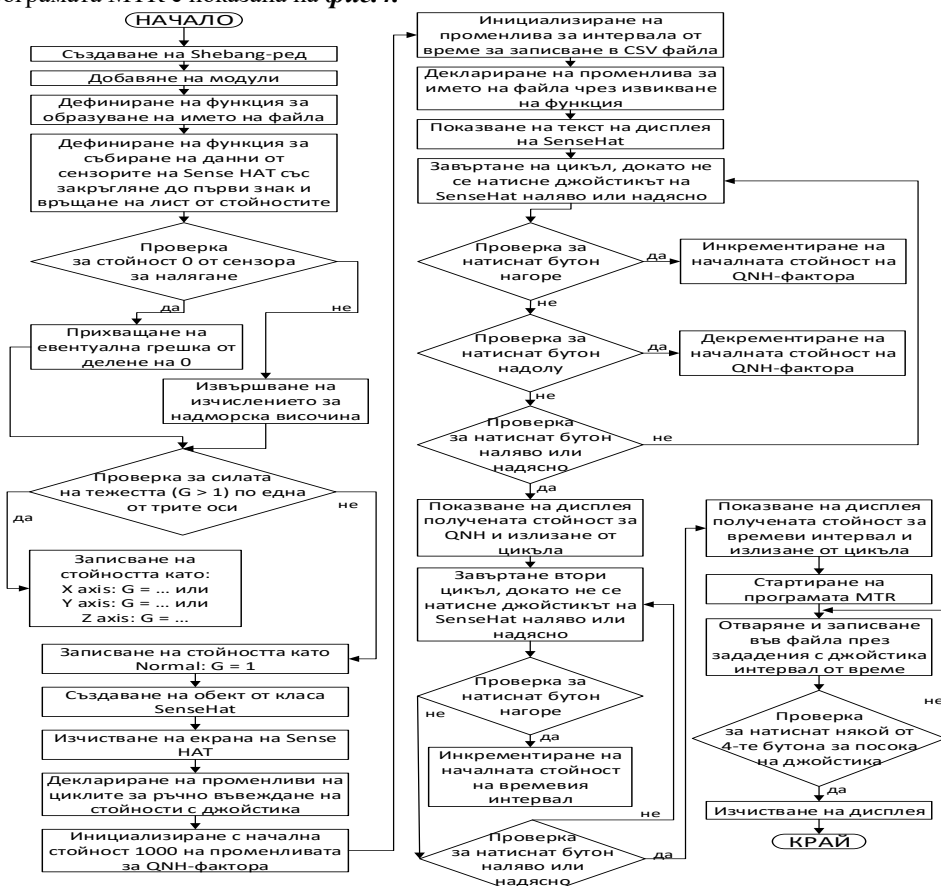 ограмата MTR е показана на фиг. 4.
НАЧАЛО
Създаване на Shebang-ред
Добавяне на модули
Дефиниране на функция за
образуване на името на файла
Дефиниране на функция за
събиране на данни от
сензорите на Sense HAT със
закръгляне до първи знак и
връщане на лист от стойностите
Проверка
за стойност 0 от сензора
за налягане
да
не
Прихващане на
евентуална грешка от
делене на 0
Извършване на
изчислението за
надморска височина
Проверка за силата
на тежестта (G > 1) по една
от трите оси
да
не
Записване на
стойността като:
X axis: G = ... или
Y axis: G = ... или
Z axis: G = ...
Записване на стойността като
Normal: G = 1
Създаване на обект от класа
SenseHat
Изчистване на екрана на Sense
HAT
Деклариране на променливи на
циклите за ръчно въвеждане на
стойности с джойстика
Инициализиране с начална
стойност 1000 на променливата
за QNH-фактора
Инициализиране на
променлива за интервала от
време за записване в CSV файла
Деклариране на променлива за
името на файла чрез извикване
на функция
Показване на текст на дисплея
на SenseHat
Завъртане на цикъл, докато не
се натисне джойстикът на
SenseHat наляво или надясно
Проверка за
натиснат бутон
нагоре
да
Инкрементиране на
началната стойност на
QNH-фактора
не
Проверка за
натиснат бутон
надолу
да
Декрементиране на
началната стойност на
QNH-фактора
не
Проверка
за натиснат бутон
наляво или
надясно
не
да
Показване на дисплея
получената стойност за
QNH и излизане от
цикъла
Завъртане втори
цикъл, докато не се
натисне джойстикът на
SenseHat наляво или
надясно
Проверка за
натиснат бутон
нагоре
не
да
Инкрементиране на
началната стойност
на времевия
интервал
не
Проверка
за натиснат бутон
наляво или
надясно
да
Показване на дисплея
получената стойност за
времеви интервал и
излизане от цикъла
Стартиране на
програмата MTR
Отваряне и записване
във файла през
зададения с джойстика
интервал от време
не
Проверка
за натиснат някой от
4-те бутона за посока
на джойстика
да
Изчистване на дисплея
КРАЙ